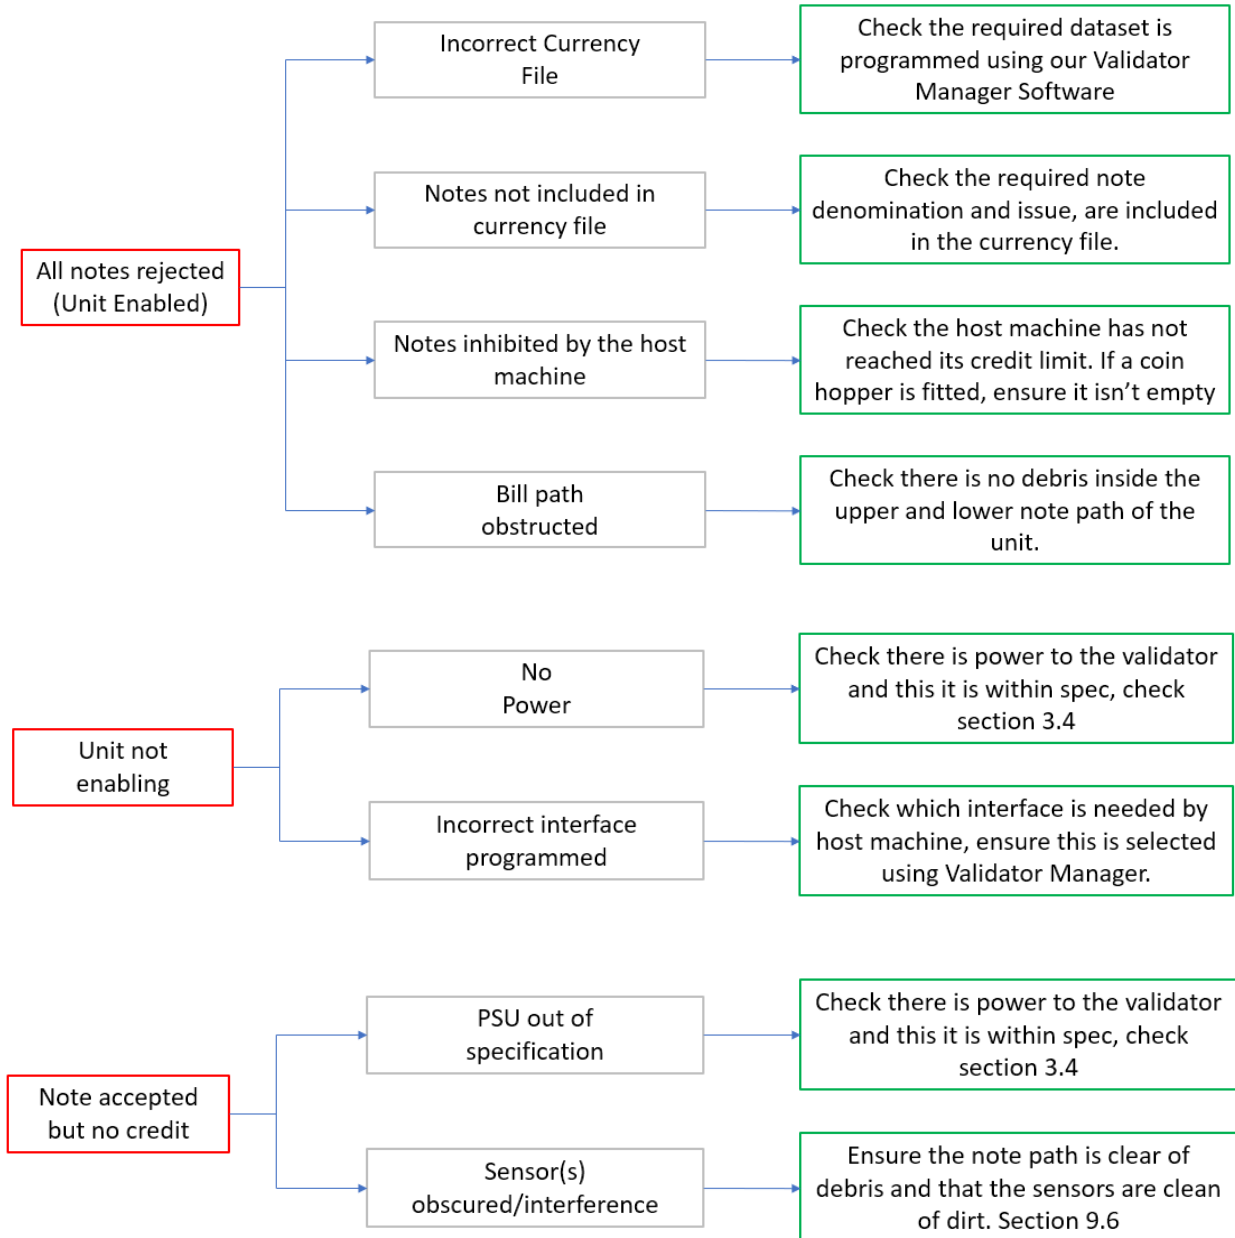 All notes rejected
(Unit Enabled)
Incorrect Currency
File
Check the required dataset is
programmed using our Validator
Manager Software
Notes not included in
currency file
Check the required note
denomination and issue, are included
in the currency file.
Notes inhibited by the host
machine
Check the host machine has not
reached its credit limit. If a coin
hopper is fitted, ensure it isn’t empty
Bill path
obstructed
Check there is no debris inside the
upper and lower note path of the
unit.
Unit not
enabling
No
Power
Check there is power to the validator
and this it is within spec, check
section 3.4
Incorrect interface
programmed
Check which interface is needed by
host machine, ensure this is selected
using Validator Manager.
Note accepted
but no credit
PSU out of
specification
Check there is power to the validator
and this it is within spec, check
section 3.4
Sensor(s)
obscured/interference
Ensure the note path is clear of
debris and that the sensors are clean
of dirt. Section 9.6